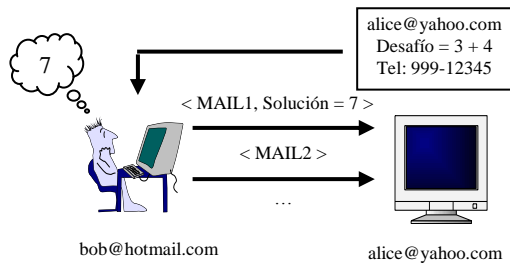 alice@yahoo.com
Desafío = 3 + 4
Tel: 999-12345
7
< MAIL1, Solución = 7 >
< MAIL2 >
…
bob@hotmail.com
alice@yahoo.com